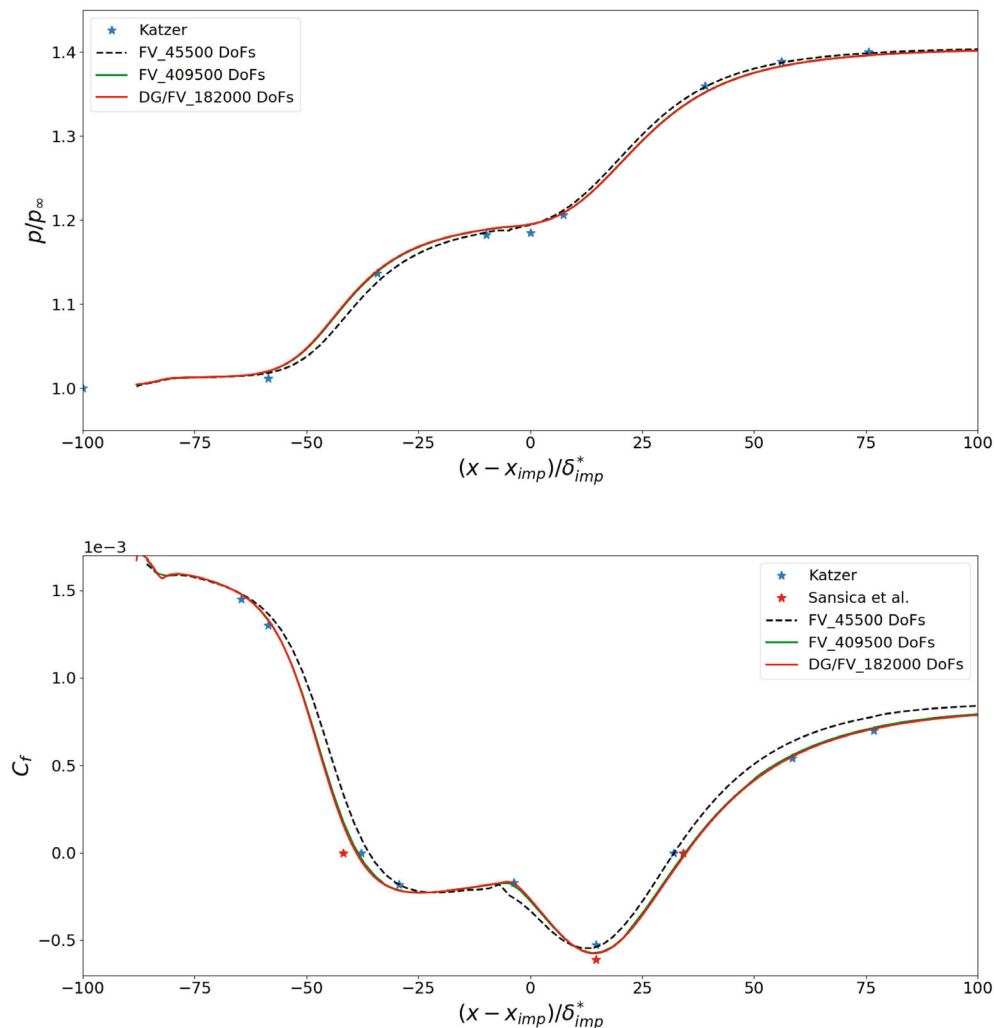 Katzer
FV_45500 DoFs
FV_409500 DoFs
DG/FV_182000 DoFs
1.4
1.3
1.2
1.1
1.0
p/p∞
−100 −75 −50 −25 0 25 50 75 100
(x − x_imp)/δ*_imp
1e−3
Katzer
Sansica et al.
FV_45500 DoFs
FV_409500 DoFs
DG/FV_182000 DoFs
1.5
1.0
0.5
0.0
−0.5
C_f
−100 −75 −50 −25 0 25 50 75 100
(x − x_imp)/δ*_imp